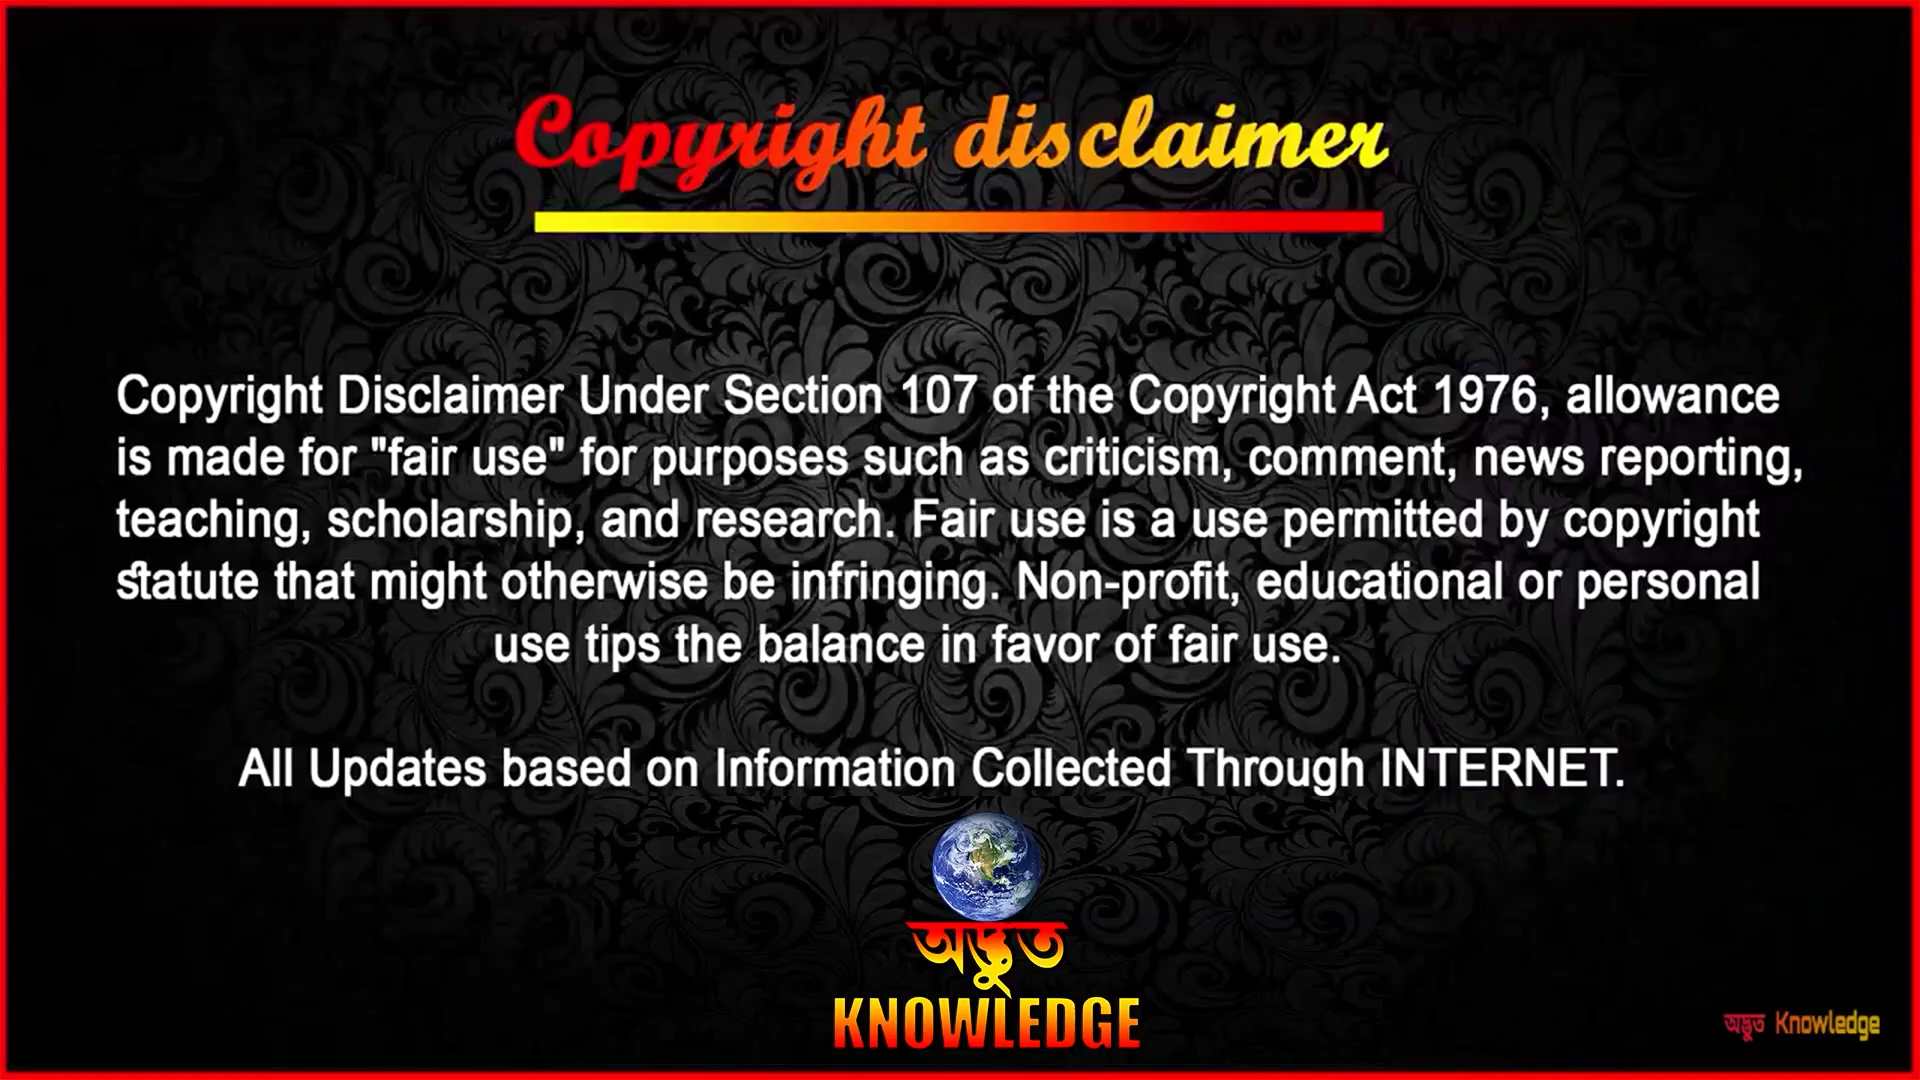 Copyright disclaimer
Copyright Disclaimer Under Section 107 of the Copyright Act 1976, allowance
is made for "fair use" for purposes such as criticism, comment, news reporting,
teaching, scholarship, and research. Fair use is a use permitted by copyright
statute that might otherwise be infringing. Non-profit, educational or personal
use tips the balance in favor of fair use.
All Updates based on Information Collected Through INTERNET.
অদ্ভুত
KNOWLEDGE
অদ্ভুত Knowledge